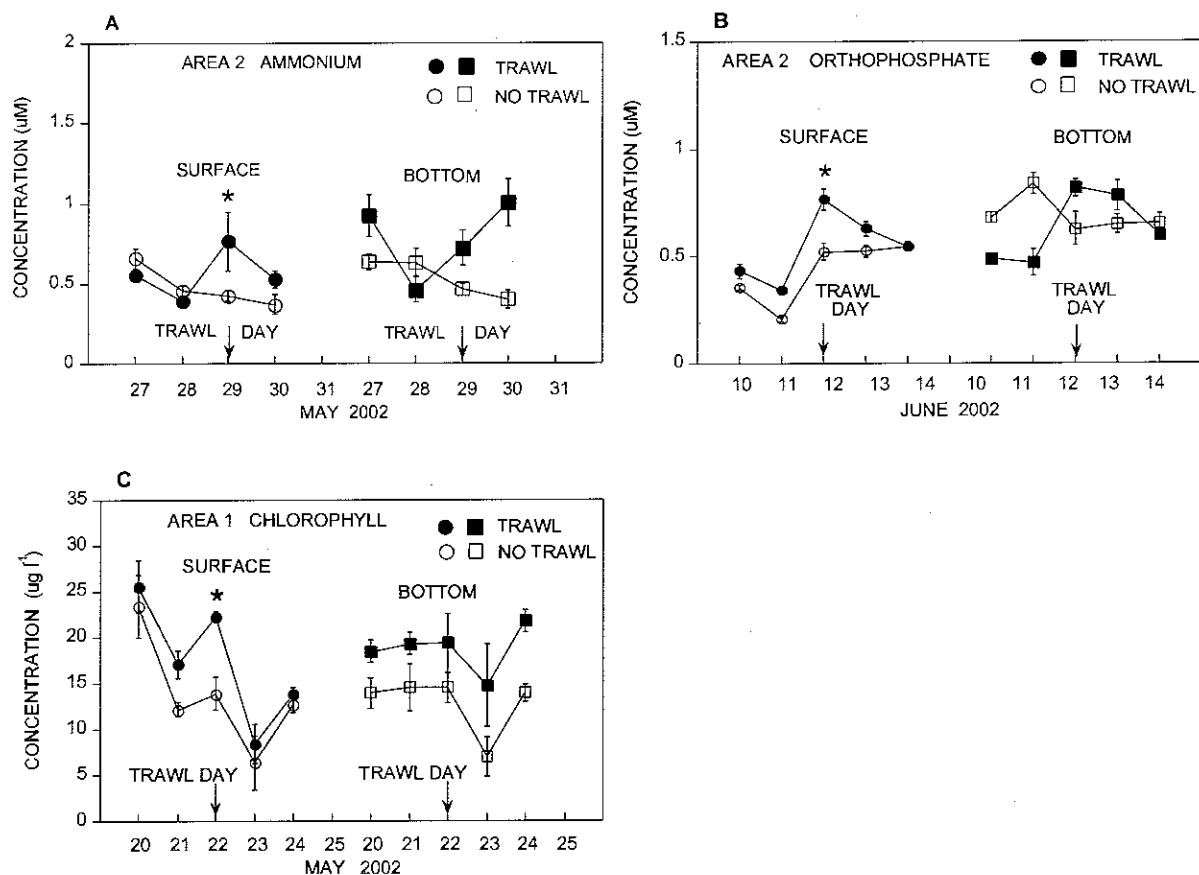 A
CONCENTRATION (uM)
2
1.5
1
0.5
0
AREA 2 AMMONIUM
TRAWL
NO TRAWL
SURFACE
*
BOTTOM
TRAWL DAY
TRAWL DAY
27 28 29 30 31 27 28 29 30 31
MAY 2002
B
CONCENTRATION (uM)
1.5
1
0.5
0
AREA 2 ORTHOPHOSPHATE
TRAWL
NO TRAWL
SURFACE
*
BOTTOM
TRAWL
DAY
TRAWL
DAY
10 11 12 13 14 10 11 12 13 14
JUNE 2002
C
CONCENTRATION (ug l⁻¹)
35
30
25
20
15
10
5
0
AREA 1 CHLOROPHYLL
TRAWL
NO TRAWL
SURFACE
*
BOTTOM
TRAWL DAY
TRAWL DAY
20 21 22 23 24 25 20 21 22 23 24 25
MAY 2002